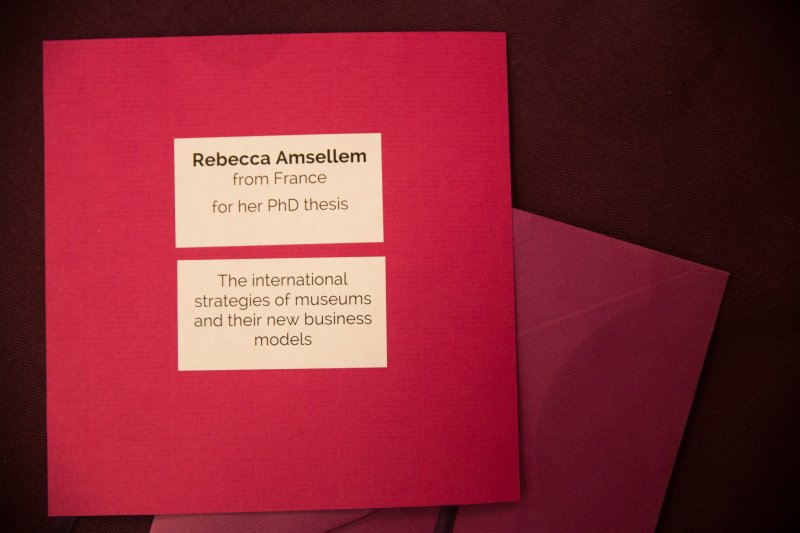 Rebecca Amsellem
from France
for her PhD thesis
The international
strategies of museums
and their new business
models